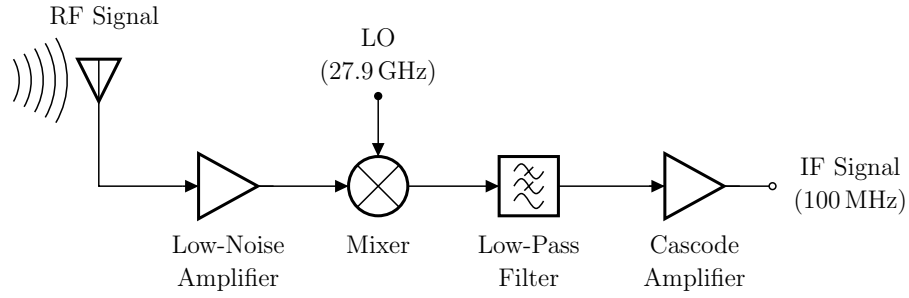 RF Signal
LO
(27.9 GHz)
IF Signal
(100 MHz)
Low-Noise
Amplifier
Mixer
Low-Pass
Filter
Cascode
Amplifier